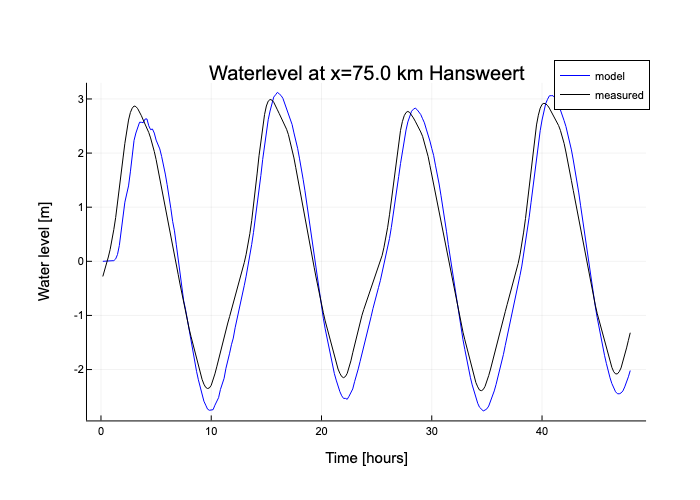 Waterlevel at x=75.0 km Hansweert
model
measured
3
2
1
0
-1
-2
Water level [m]
0 10 20 30 40
Time [hours]